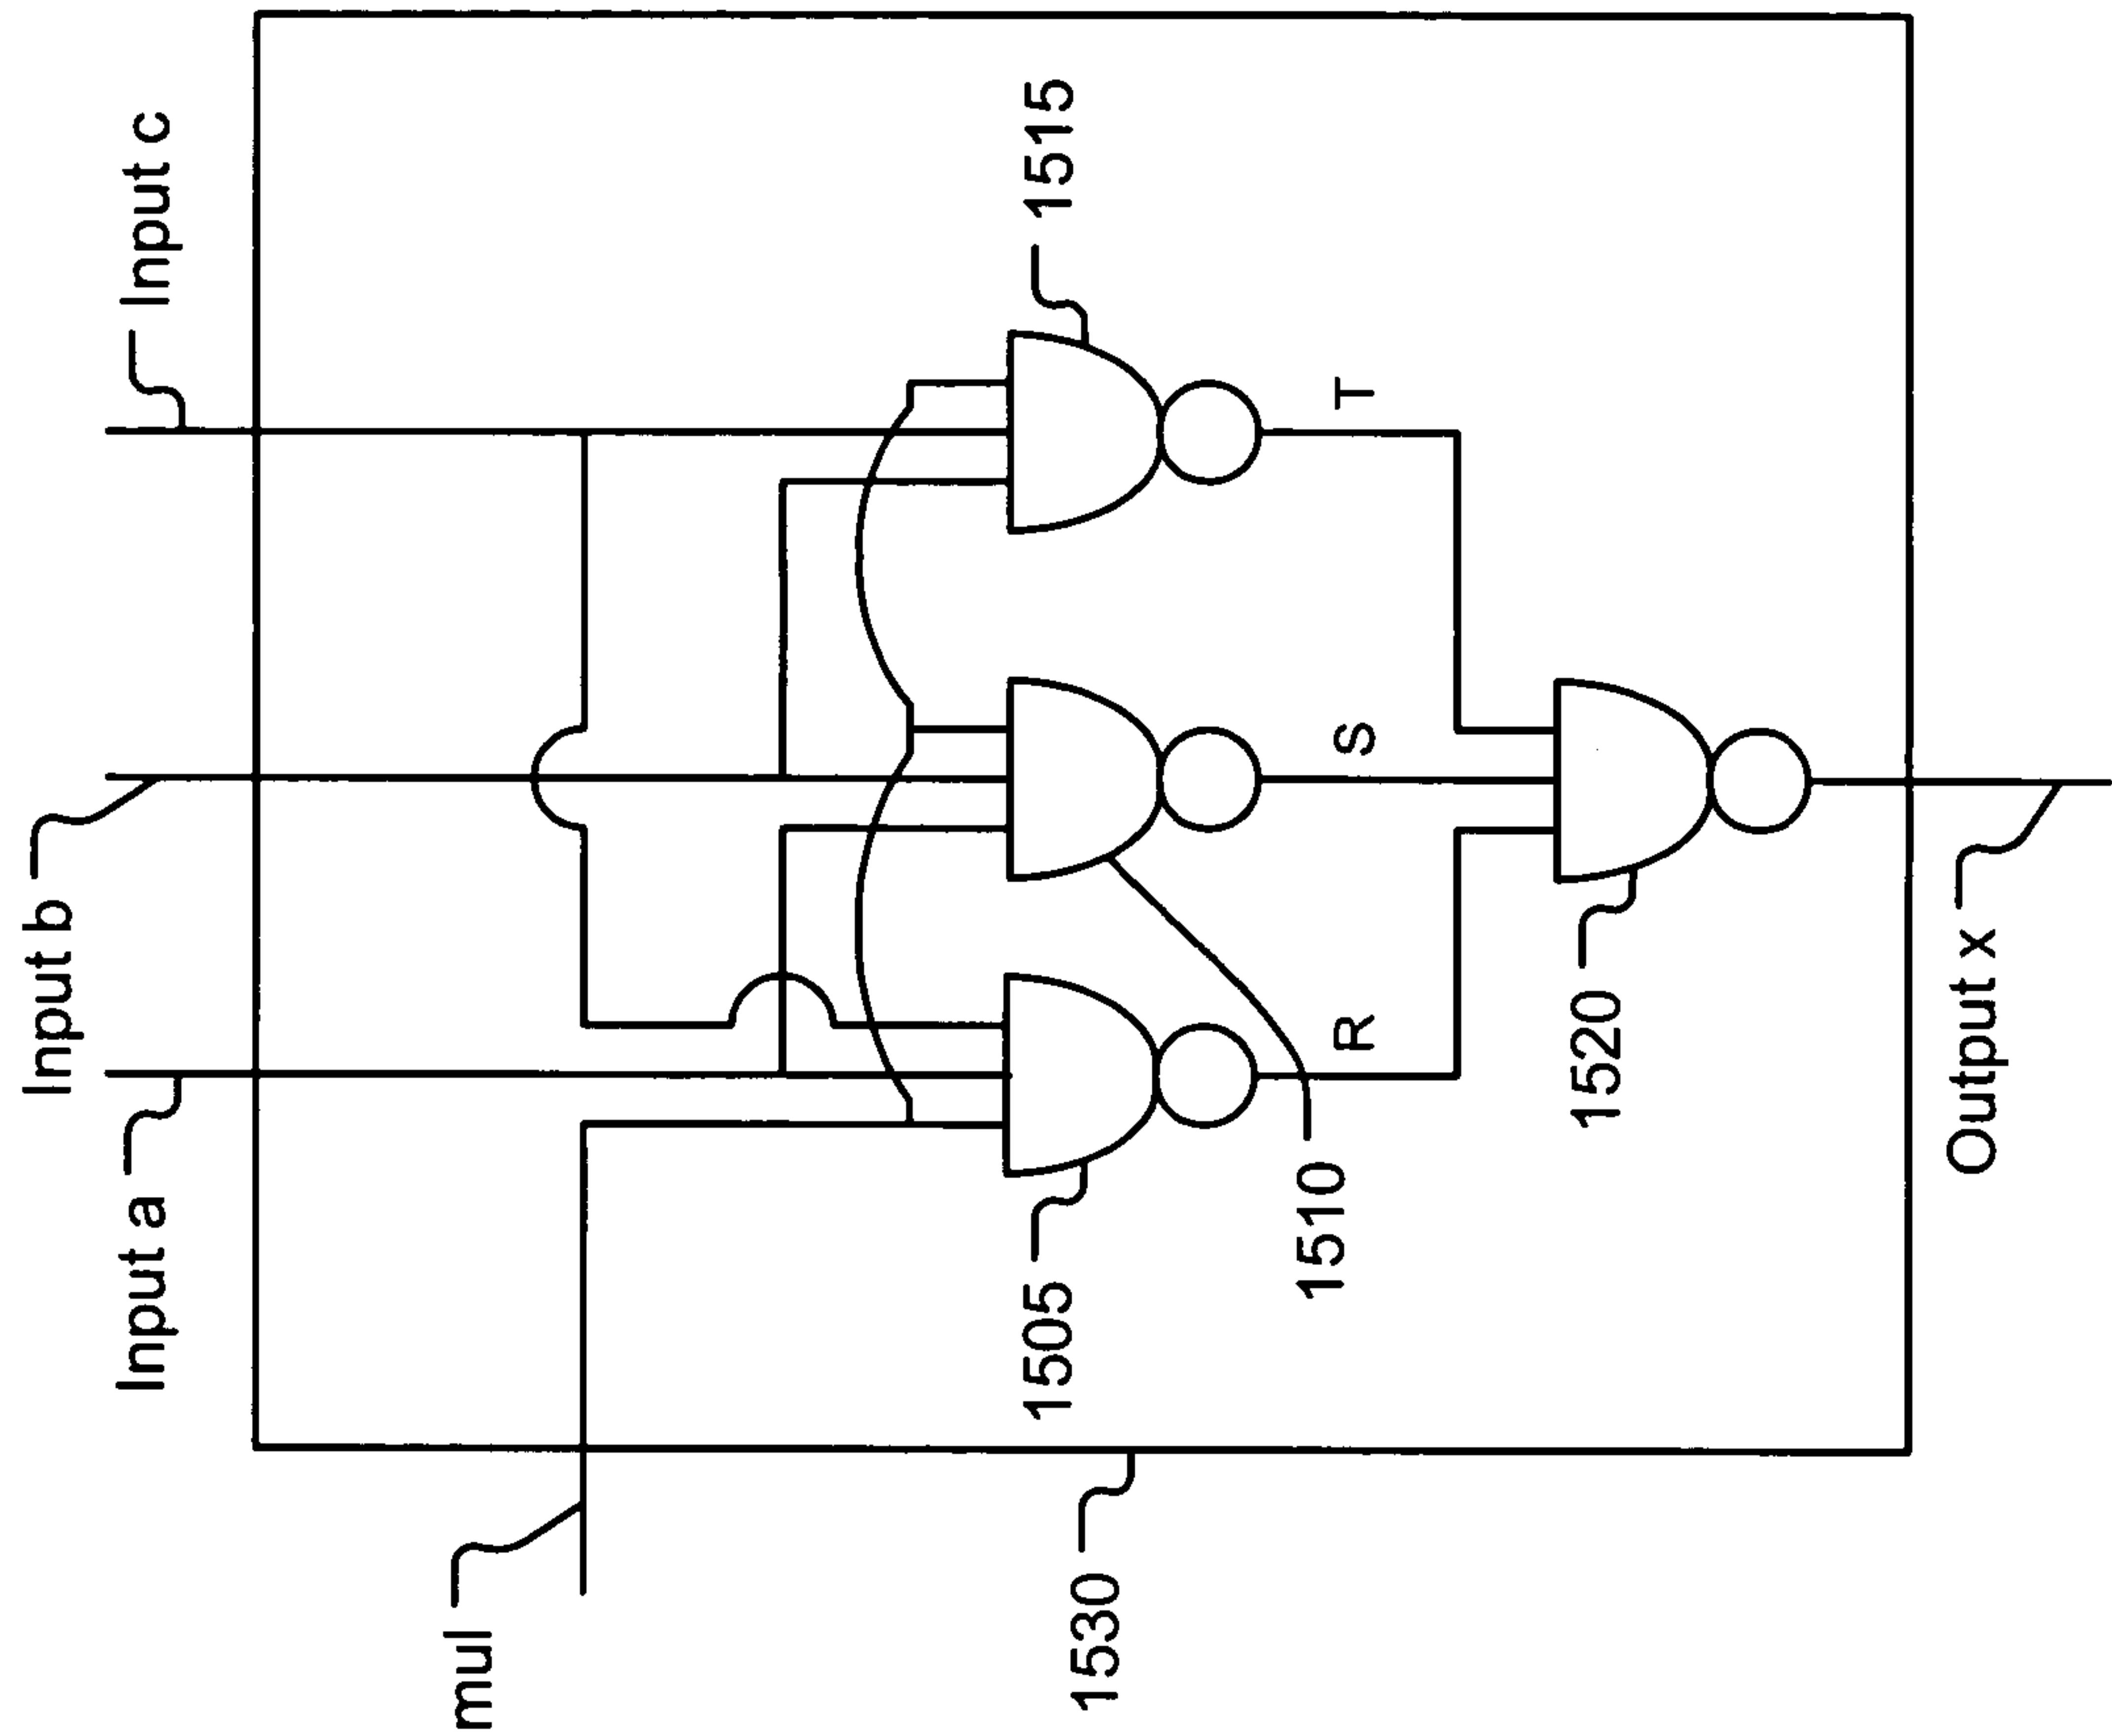 Input a
Input b
Input c
mul
1505
1510
1515
R
S
T
1520
1530
Output x